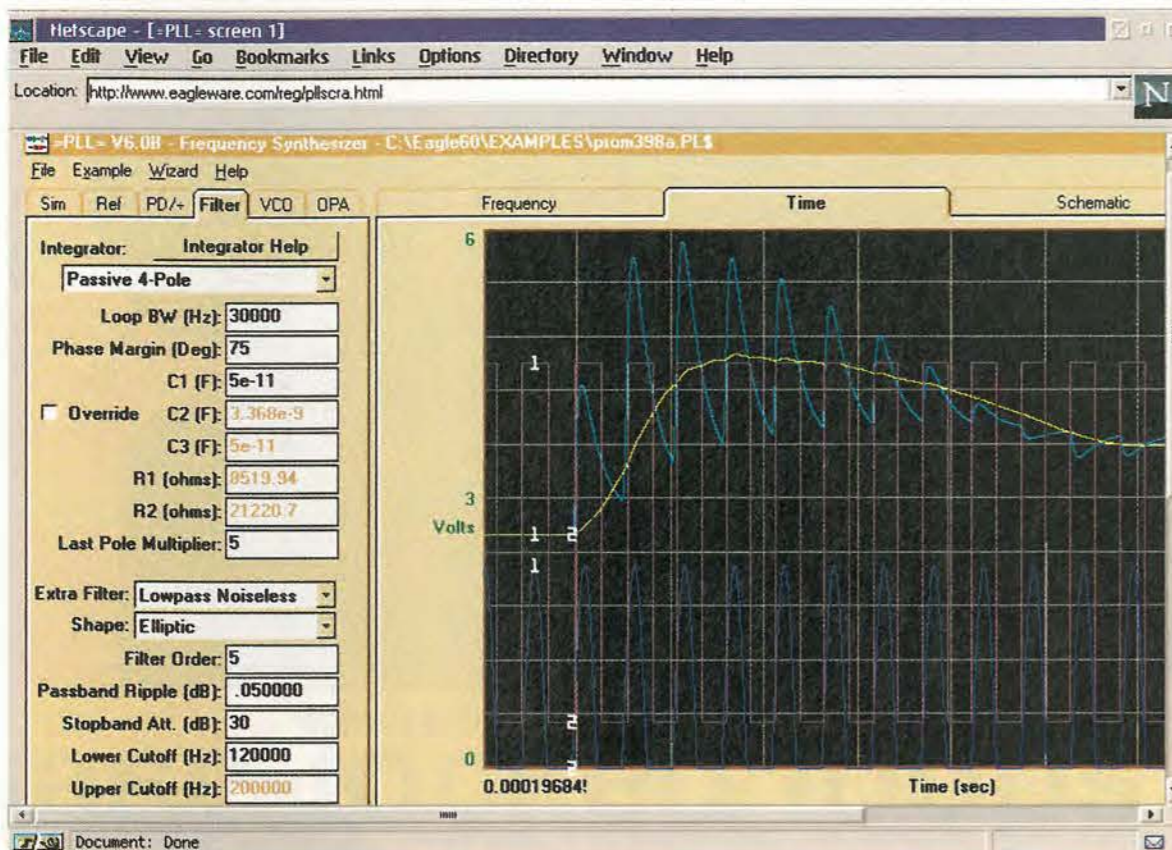 Netscape - [=PLL= screen 1]
File Edit View Go Bookmarks Links Options Directory Window Help
Location: http://www.eagleware.com/reg/pllscra.html
N
=PLL= V6.0B - Frequency Synthesizer - C:\Eagle60\EXAMPLES\prom398a.PL$
File Example Wizard Help
Sim Ref PD/+ Filter VCO OPA
Frequency Time Schematic
Integrator: Integrator Help
Passive 4-Pole
Loop BW (Hz): 30000
Phase Margin (Deg): 75
C1 (F): 5e-11
Override C2 (F): 3.368e-9
C3 (F): 5e-11
R1 (ohms): 8519.94
R2 (ohms): 21220.7
Last Pole Multiplier: 5
Extra Filter: Lowpass Noiseless
Shape: Elliptic
Filter Order: 5
Passband Ripple (dB): .050000
Stopband Att. (dB): 30
Lower Cutoff (Hz): 120000
Upper Cutoff (Hz): 200000
6
1
3
Volts
1 2
1
2
0
0.00019684!
Time (sec)
Document: Done